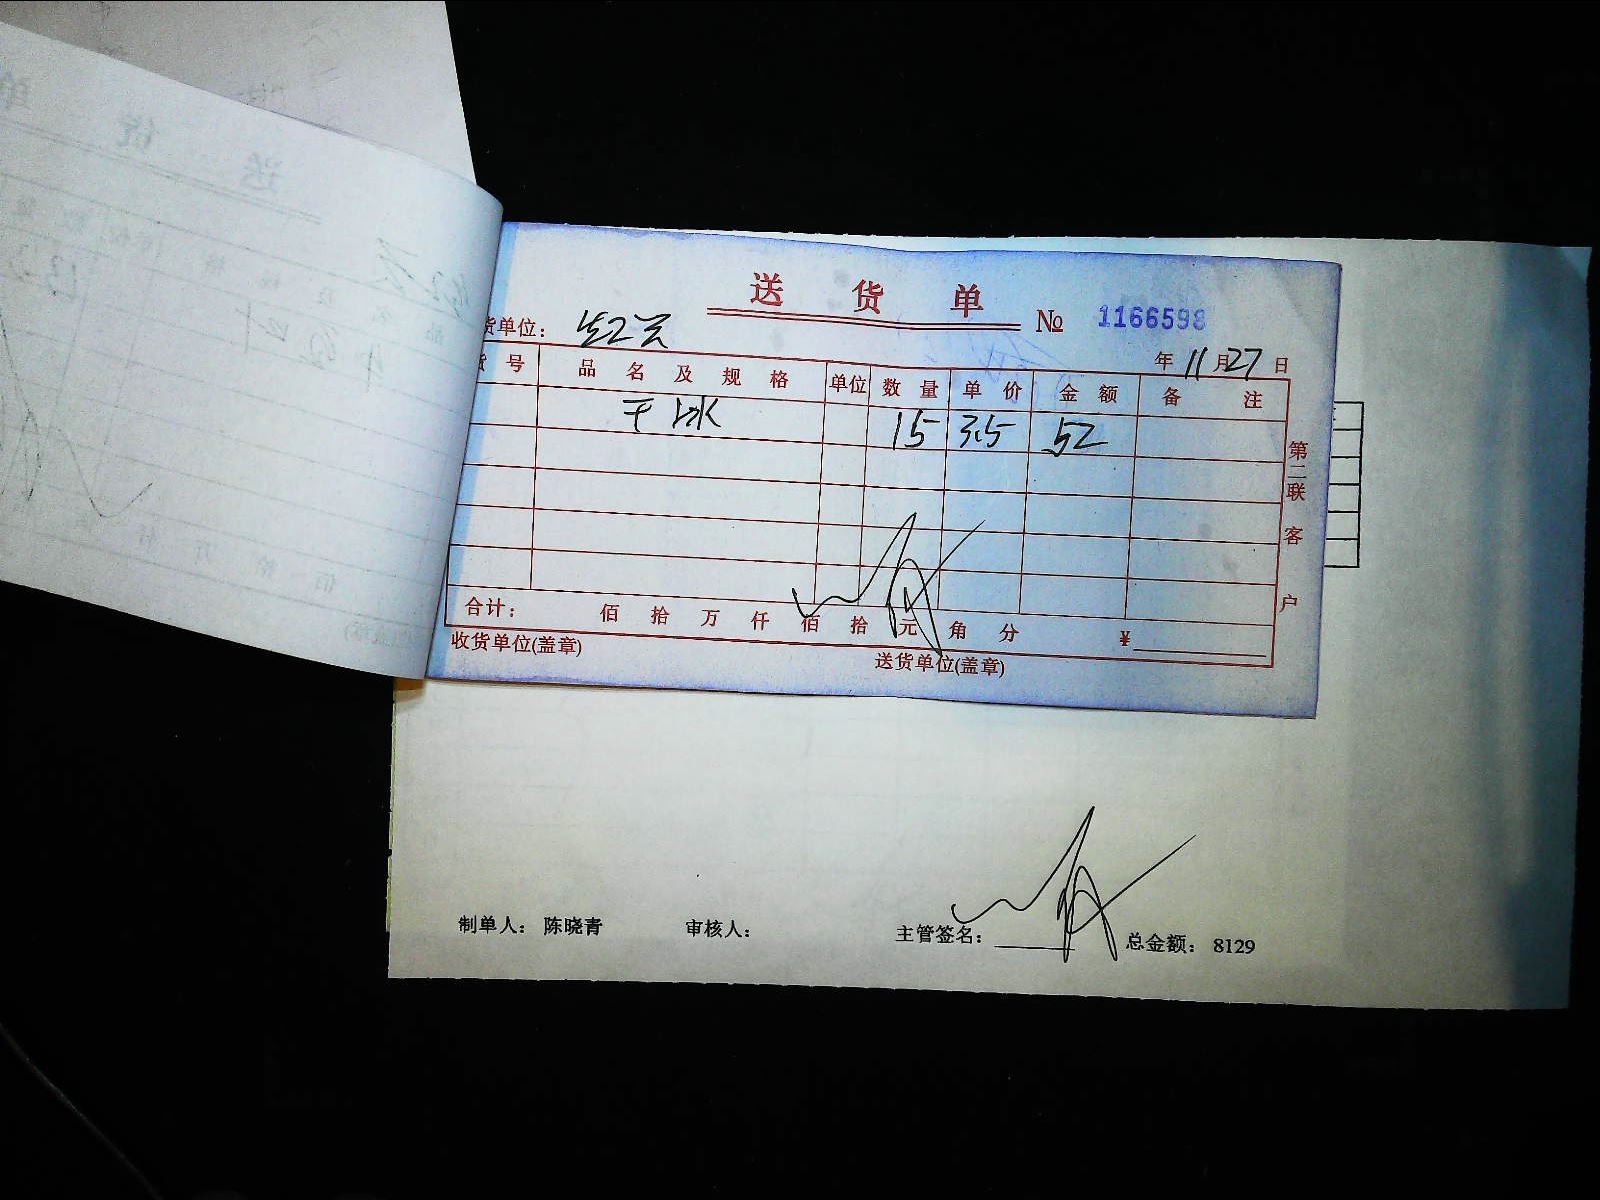 送 货 单
№ 1166598
货单位: 红云
年 11 月 27 日
货 号 品 名 及 规 格 单位 数 量 单 价 金 额 备 注
干冰 15 3.5 52
第二联 客 户
合计: 佰 拾 万 仟 佰 拾 元 角 分 ¥
收货单位(盖章) 送货单位(盖章)
制单人: 陈晓青 审核人: 主管签名: 总金额: 8129